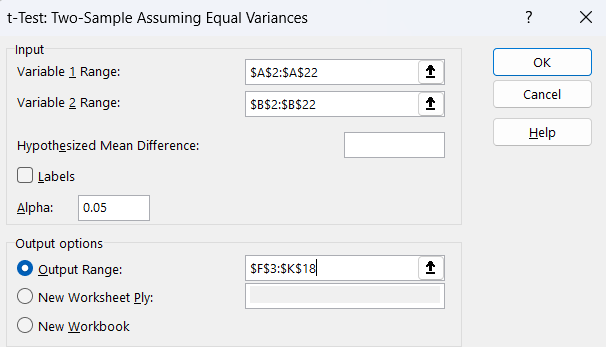 t-Test: Two-Sample Assuming Equal Variances ? ×
Input
Variable 1 Range: $A$2:$A$22 OK
Variable 2 Range: $B$2:$B$22 Cancel
Help
Hypothesized Mean Difference:
Labels
Alpha: 0.05
Output options
Output Range: $F$3:$K$18
New Worksheet Ply:
New Workbook